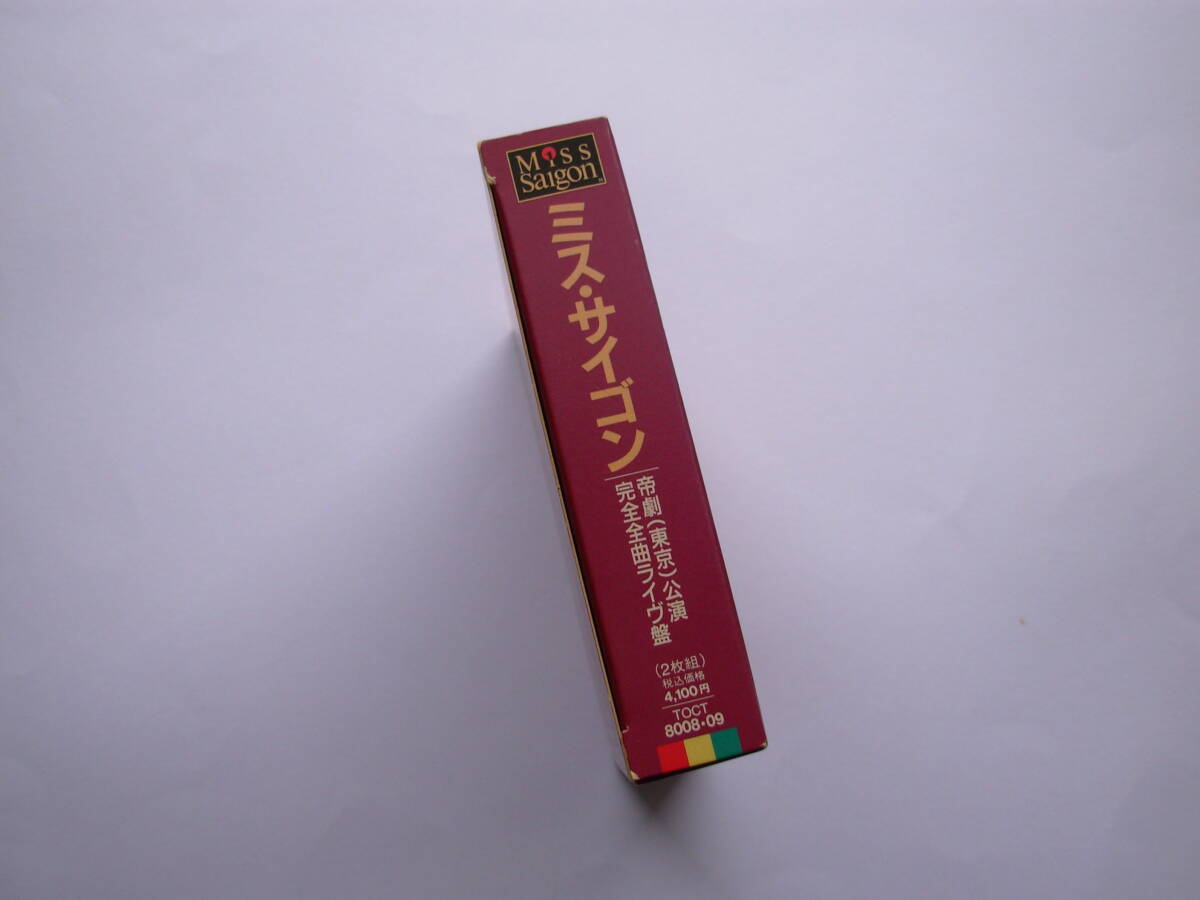 Miss
Saigon
ミス・サイゴン
帝劇(東京)公演
完全全曲ライヴ盤
(2枚組)
税込価格
4,100円
TOCT
8008・09